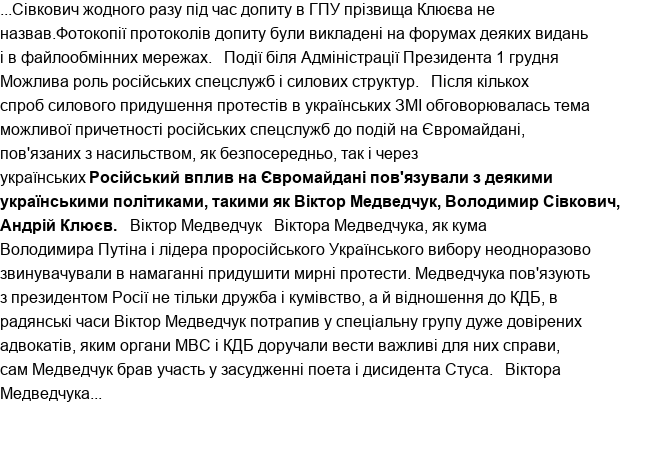 ...Сівкович жодного разу під час допиту в ГПУ прізвища Клюєва не
назвав.Фотокопії протоколів допиту були викладені на форумах деяких видань
і в файлообмінних мережах.   Події біля Адміністрації Президента 1 грудня
Можлива роль російських спецслужб і силових структур.   Після кількох
спроб силового придушення протестів в українських ЗМІ обговорювалась тема
можливої причетності російських спецслужб до подій на Євромайдані,
пов'язаних з насильством, як безпосередньо, так і через
українських Російський вплив на Євромайдані пов'язували з деякими
українськими політиками, такими як Віктор Медведчук, Володимир Сівкович,
Андрій Клюєв.   Віктор Медведчук   Віктора Медведчука, як кума
Володимира Путіна і лідера проросійського Українського вибору неодноразово
звинувачували в намаганні придушити мирні протести. Медведчука пов'язують
з президентом Росії не тільки дружба і кумівство, а й відношення до КДБ, в
радянські часи Віктор Медведчук потрапив у спеціальну групу дуже довірених
адвокатів, яким органи МВС і КДБ доручали вести важливі для них справи,
сам Медведчук брав участь у засудженні поета і дисидента Стуса.   Віктора
Медведчука...